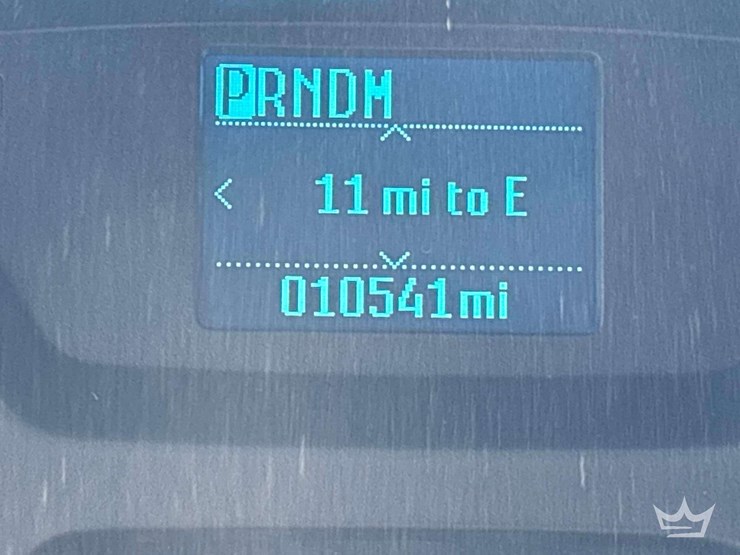 PRNDM
11 mi to E
010541mi